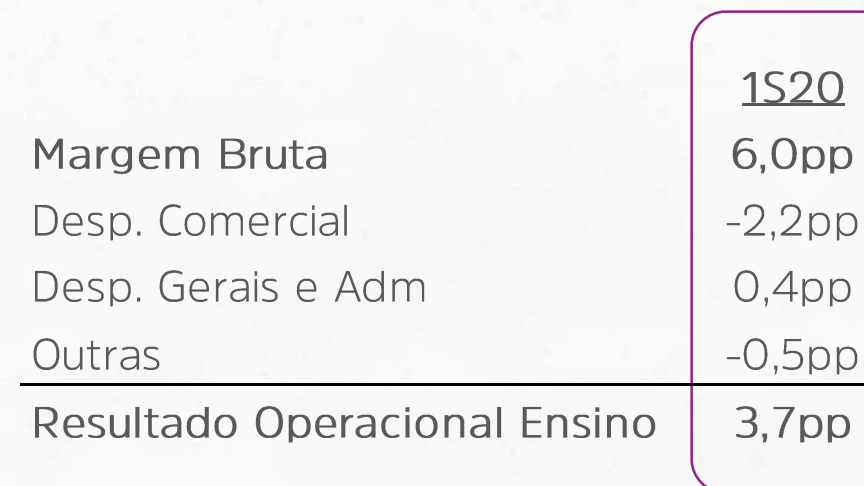 1S20
Margem Bruta 6,0pp
Desp. Comercial -2,2pp
Desp. Gerais e Adm 0,4pp
Outras -0,5pp
Resultado Operacional Ensino 3,7pp